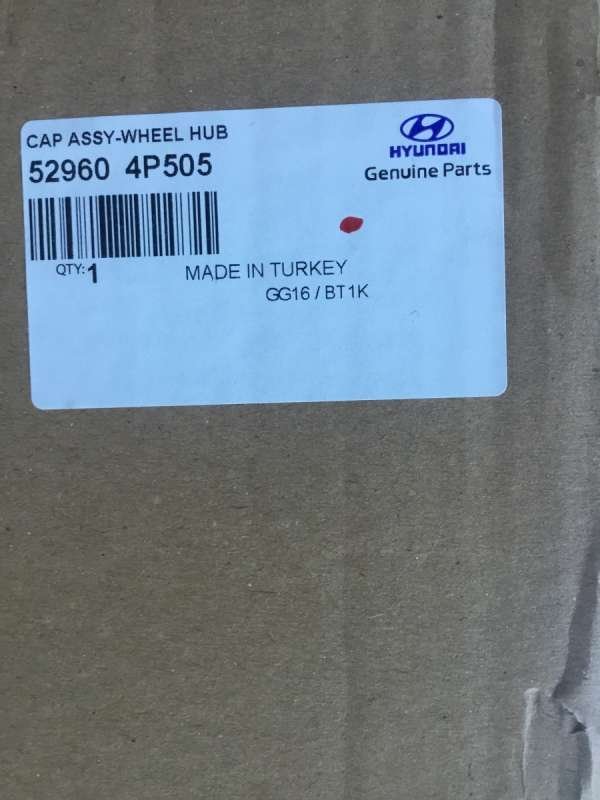 CAP ASSY-WHEEL HUB
52960 4P505
HYUNDAI
Genuine Parts
QTY: 1
MADE IN TURKEY
GG16 / BT1K